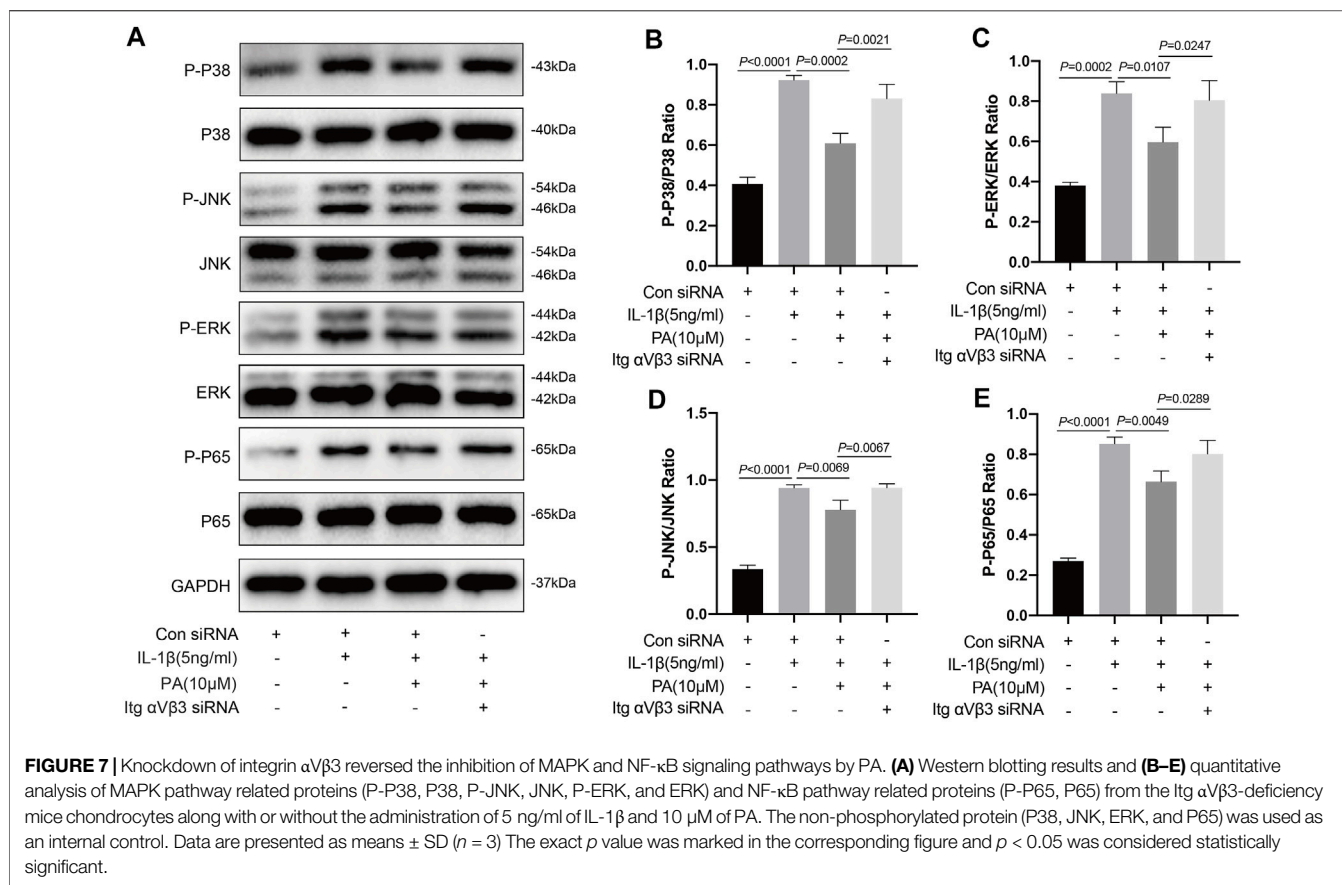 A
P-P38
-43kDa
P38
-40kDa
P-JNK
-54kDa
-46kDa
JNK
-54kDa
-46kDa
P-ERK
-44kDa
-42kDa
ERK
-44kDa
-42kDa
P-P65
-65kDa
P65
-65kDa
GAPDH
-37kDa
Con siRNA + + + -
IL-1β(5ng/ml) - + + +
PA(10μM) - - + +
Itg αVβ3 siRNA - - - +
B
P-P38/P38 Ratio
1.0
0.8
0.6
0.4
0.2
0.0
P<0.0001
P=0.0002
P=0.0021
Con siRNA + + + -
IL-1β(5ng/ml) - + + +
PA(10μM) - - + +
Itg αVβ3 siRNA - - - +
C
P-ERK/ERK Ratio
1.0
0.8
0.6
0.4
0.2
0.0
P=0.0002
P=0.0107
P=0.0247
Con siRNA + + + -
IL-1β(5ng/ml) - + + +
PA(10μM) - - + +
Itg αVβ3 siRNA - - - +
D
P-JNK/JNK Ratio
1.5
1.0
0.5
0.0
P<0.0001
P=0.0069
P=0.0067
Con siRNA + + + -
IL-1β(5ng/ml) - + + +
PA(10μM) - - + +
Itg αVβ3 siRNA - - - +
E
P-P65/P65 Ratio
1.0
0.8
0.6
0.4
0.2
0.0
P<0.0001
P=0.0049
P=0.0289
Con siRNA + + + -
IL-1β(5ng/ml) - + + +
PA(10μM) - - + +
Itg αVβ3 siRNA - - - +
FIGURE 7 | Knockdown of integrin αVβ3 reversed the inhibition of MAPK and NF-κB signaling pathways by PA. (A) Western blotting results and (B–E) quantitative
analysis of MAPK pathway related proteins (P-P38, P38, P-JNK, JNK, P-ERK, and ERK) and NF-κB pathway related proteins (P-P65, P65) from the Itg αVβ3-deficiency
mice chondrocytes along with or without the administration of 5 ng/ml of IL-1β and 10 μM of PA. The non-phosphorylated protein (P38, JNK, ERK, and P65) was used as
an internal control. Data are presented as means ± SD (n = 3) The exact p value was marked in the corresponding figure and p < 0.05 was considered statistically
significant.